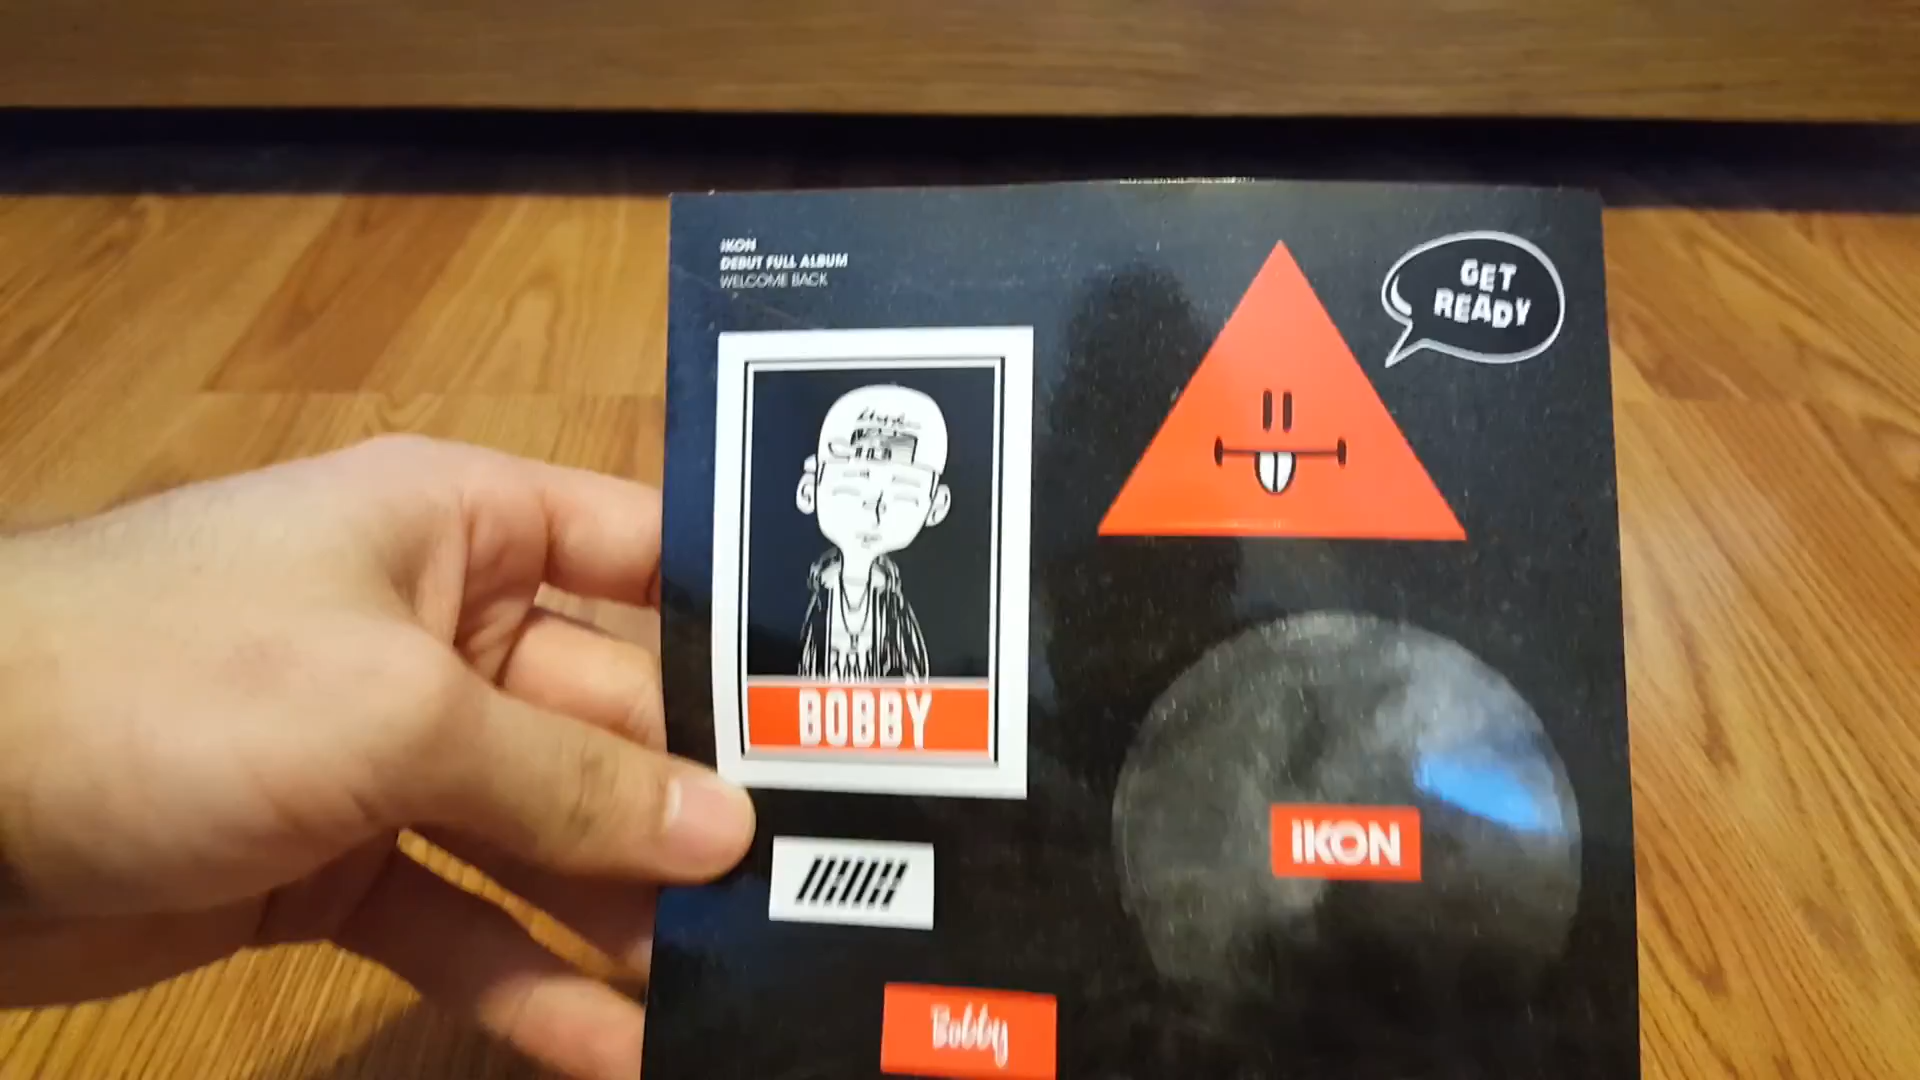 iKON
DEBUT FULL ALBUM
WELCOME BACK
GET
READY
BOBBY
iKON
Bobby